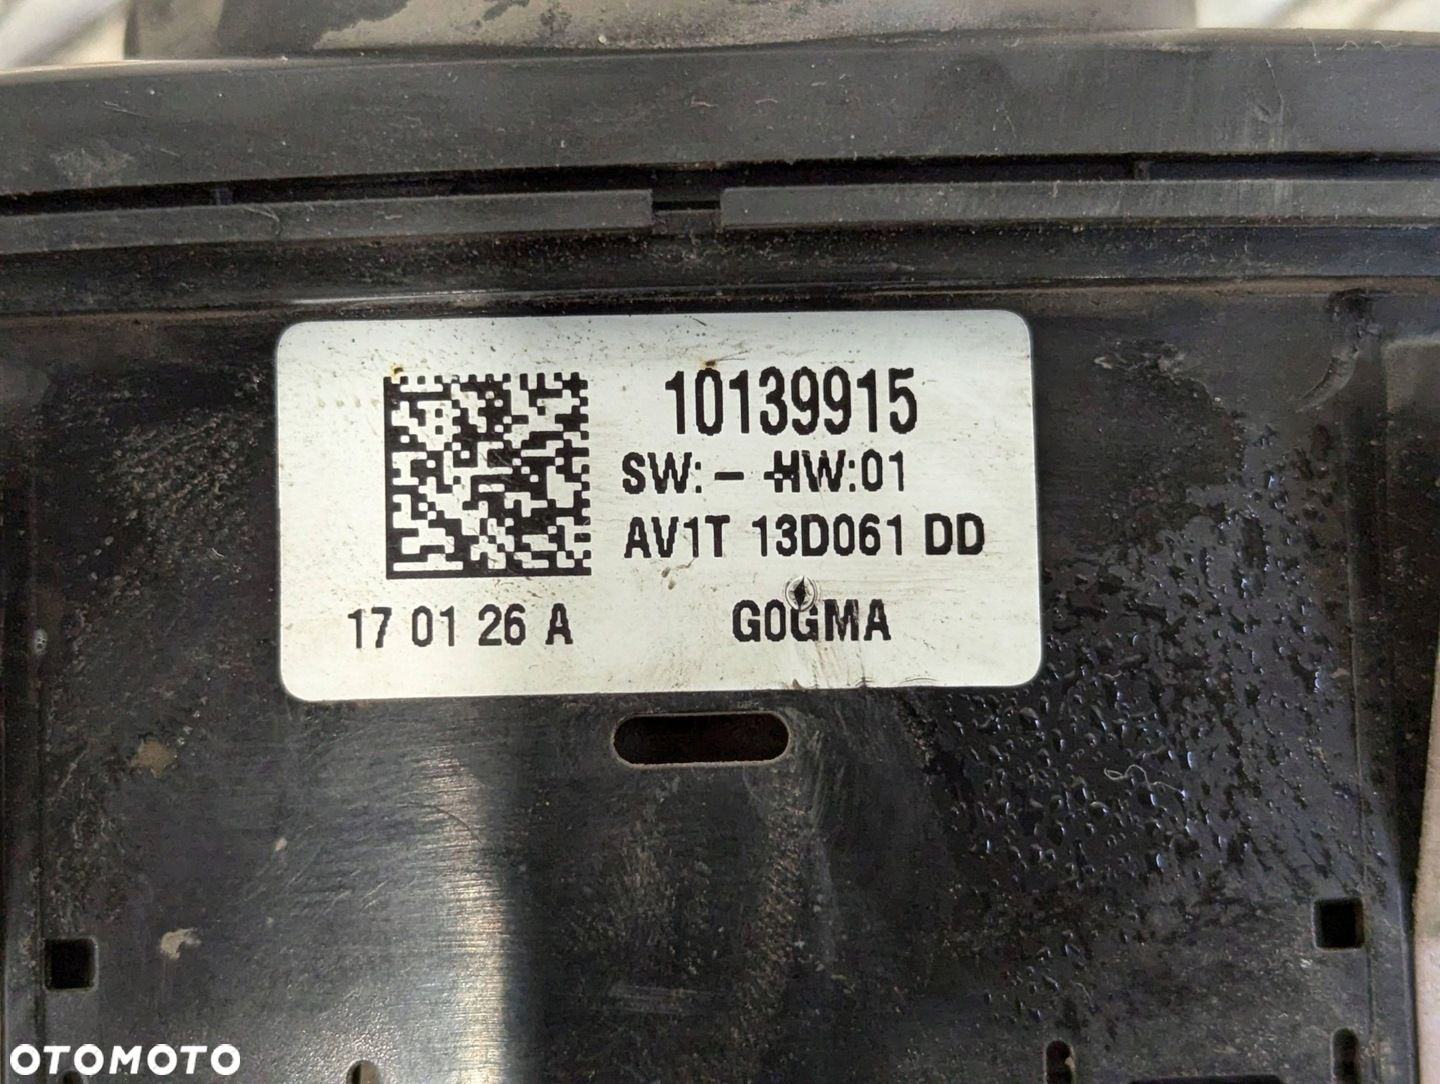 10139915
SW: - HW:01
AV1T 13D061 DD
17 01 26 A
GOGMA
OTOMOTO